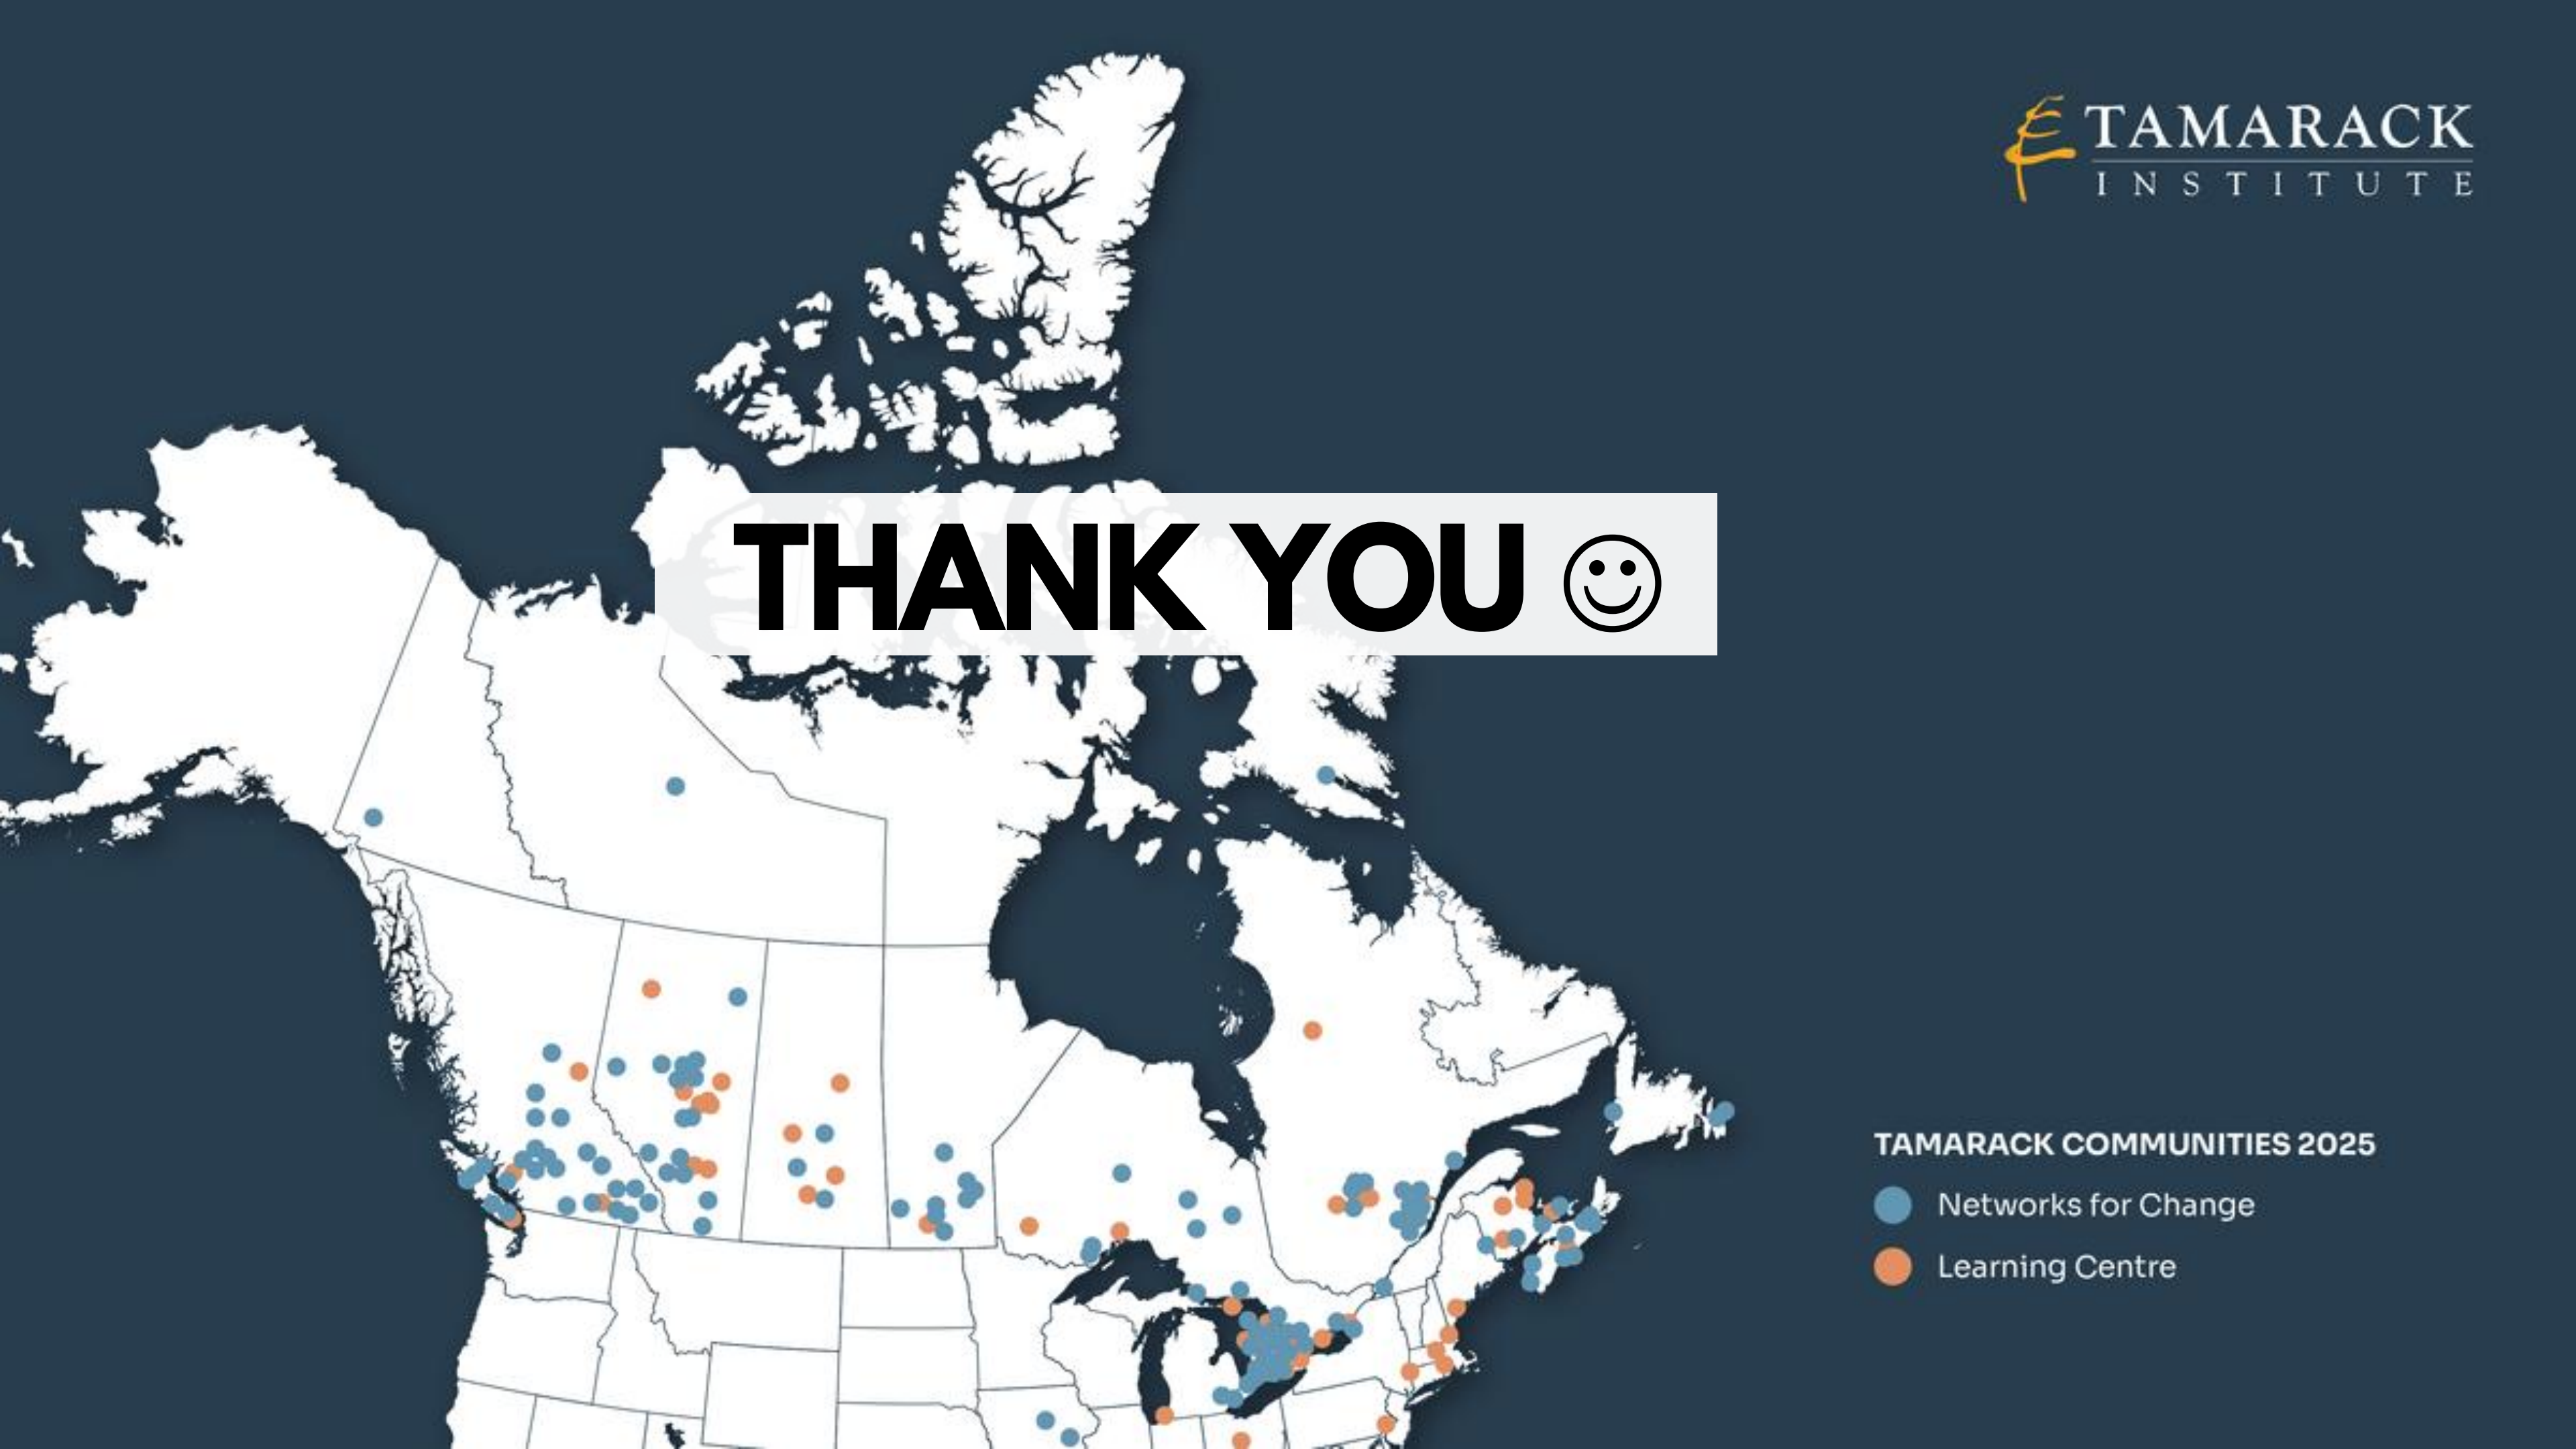 TAMARACK
INSTITUTE
THANK YOU ☺
TAMARACK COMMUNITIES 2025
Networks for Change
Learning Centre